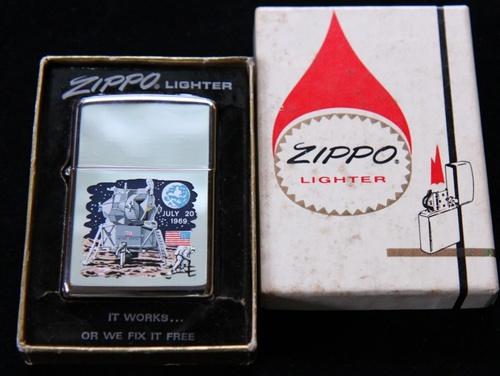 ZIPPO® LIGHTER
JULY 20
1969
IT WORKS...
OR WE FIX IT FREE
ZIPPO®
LIGHTER